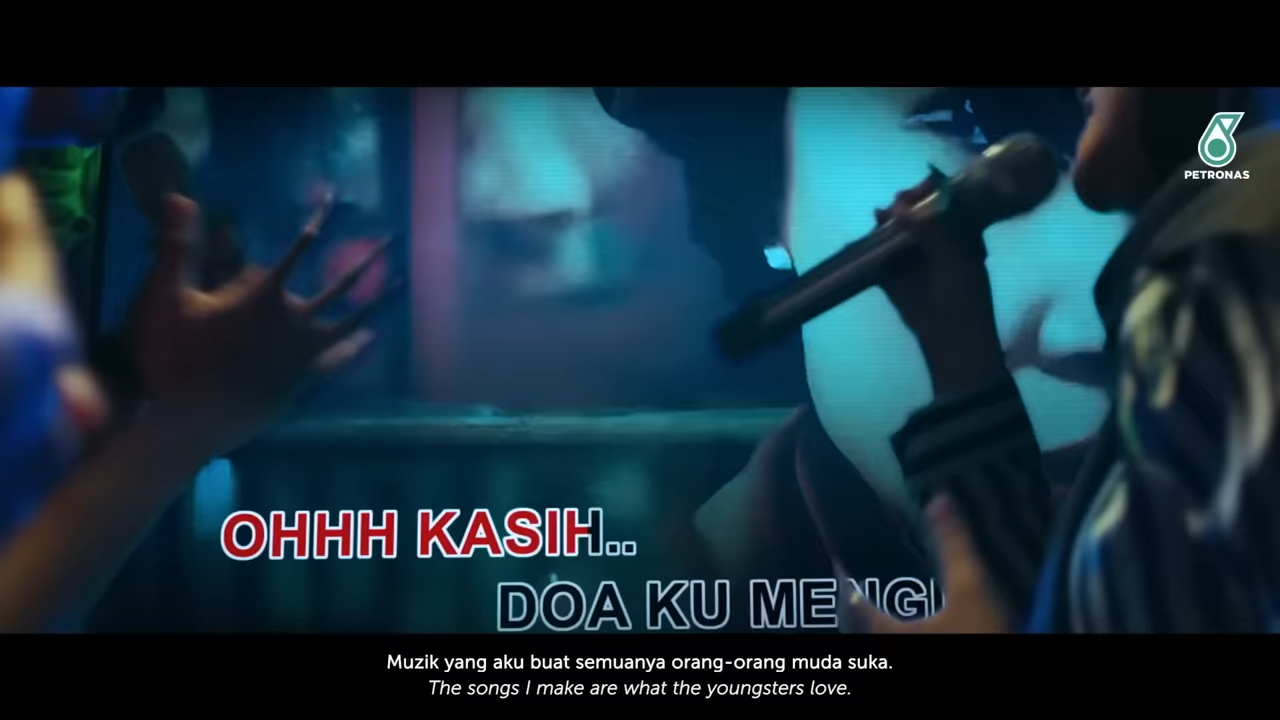 PETRONAS
OHHH KASIH..
DOA KU
Muzik yang aku buat semuanya orang-orang muda suka.
The songs I make are what the youngsters love.